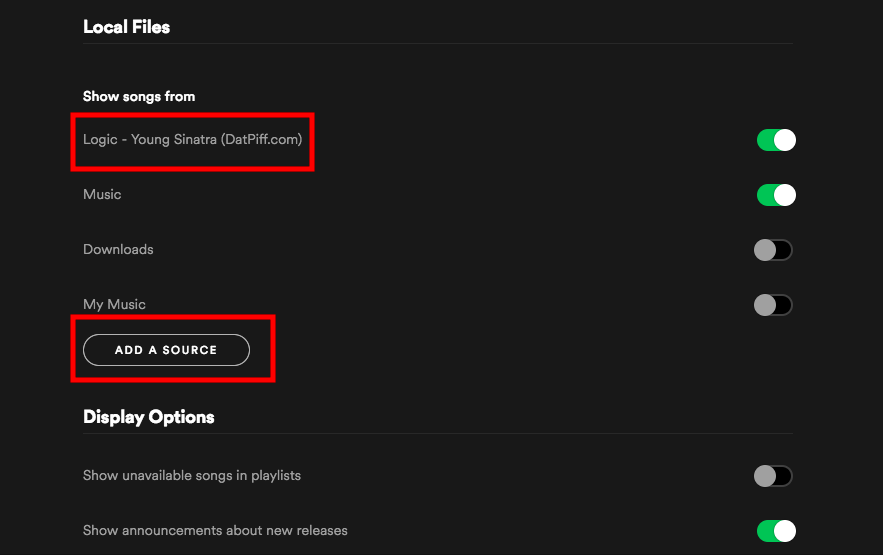 Local Files
Show songs from
Logic - Young Sinatra (DatPiff.com)
Music
Downloads
My Music
ADD A SOURCE
Display Options
Show unavailable songs in playlists
Show announcements about new releases